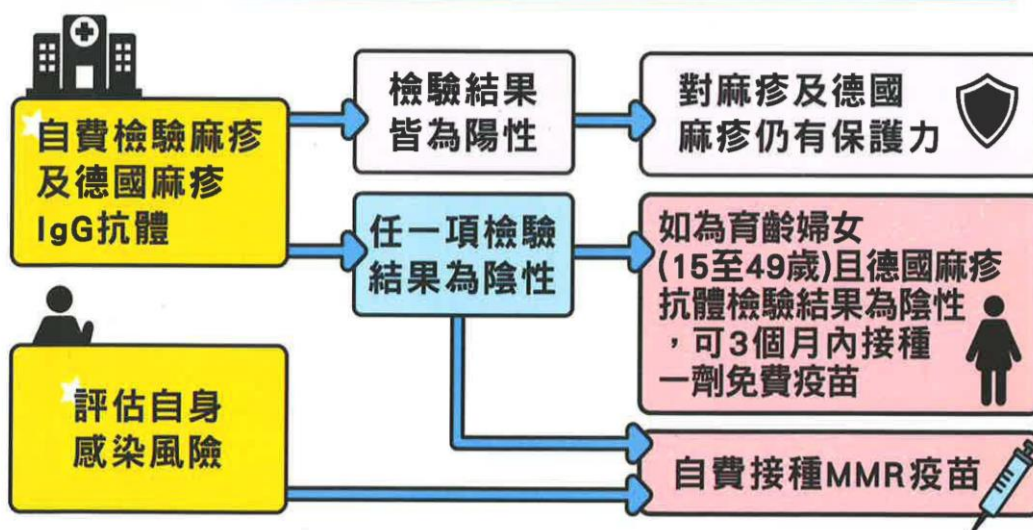 自費檢驗麻疹
及德國麻疹
IgG抗體
檢驗結果
皆為陽性
對麻疹及德國
麻疹仍有保護力
任一項檢驗
結果為陰性
如為育齡婦女
(15至49歲)且德國麻疹
抗體檢驗結果為陰性
，可3個月內接種
一劑免費疫苗
評估自身
感染風險
自費接種MMR疫苗